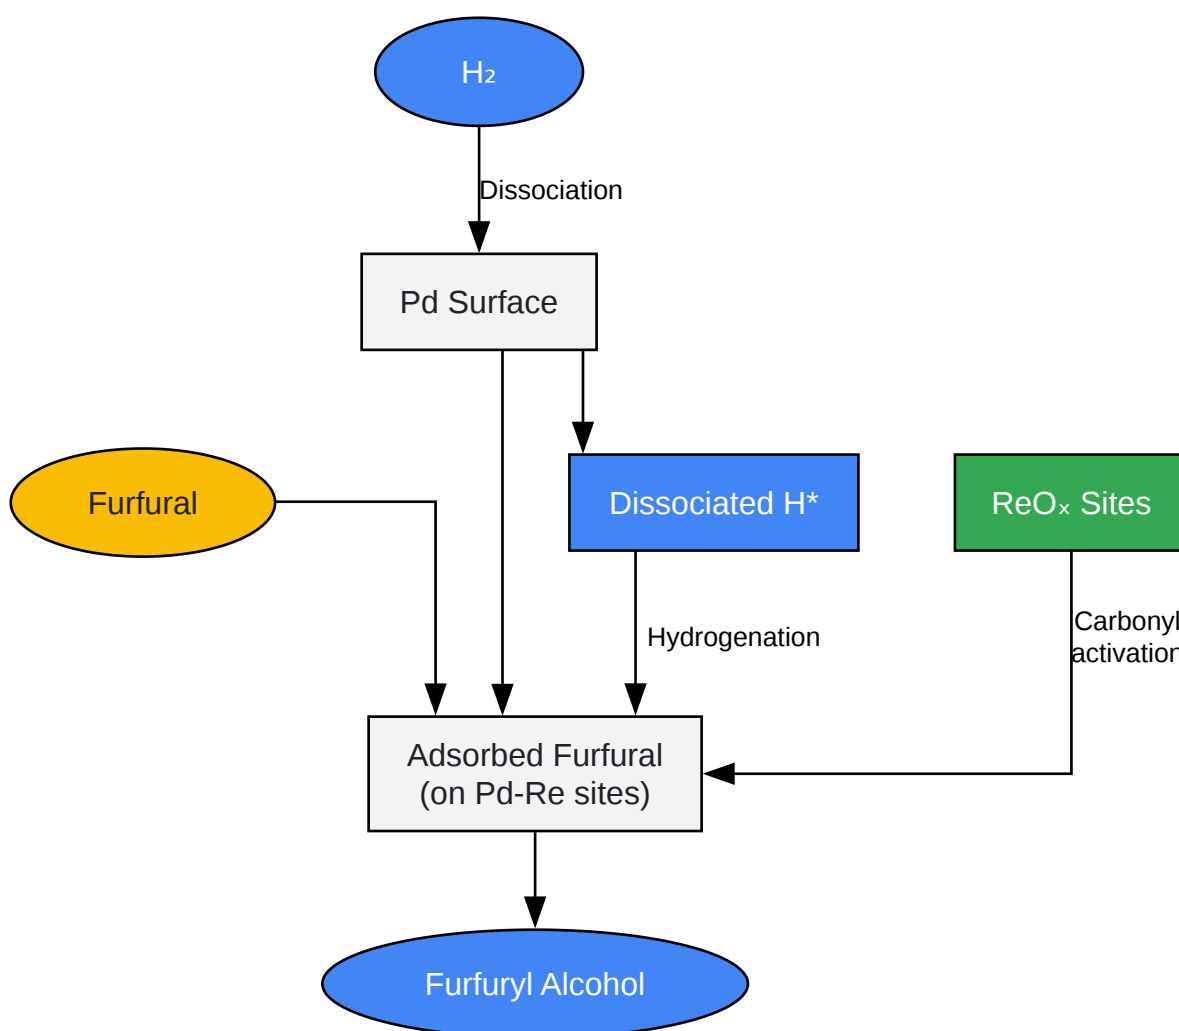 H₂
Dissociation
Pd Surface
Furfural
Dissociated H*
ReOₓ Sites
Hydrogenation
Carbonyl
activation
Adsorbed Furfural
(on Pd-Re sites)
Furfuryl Alcohol